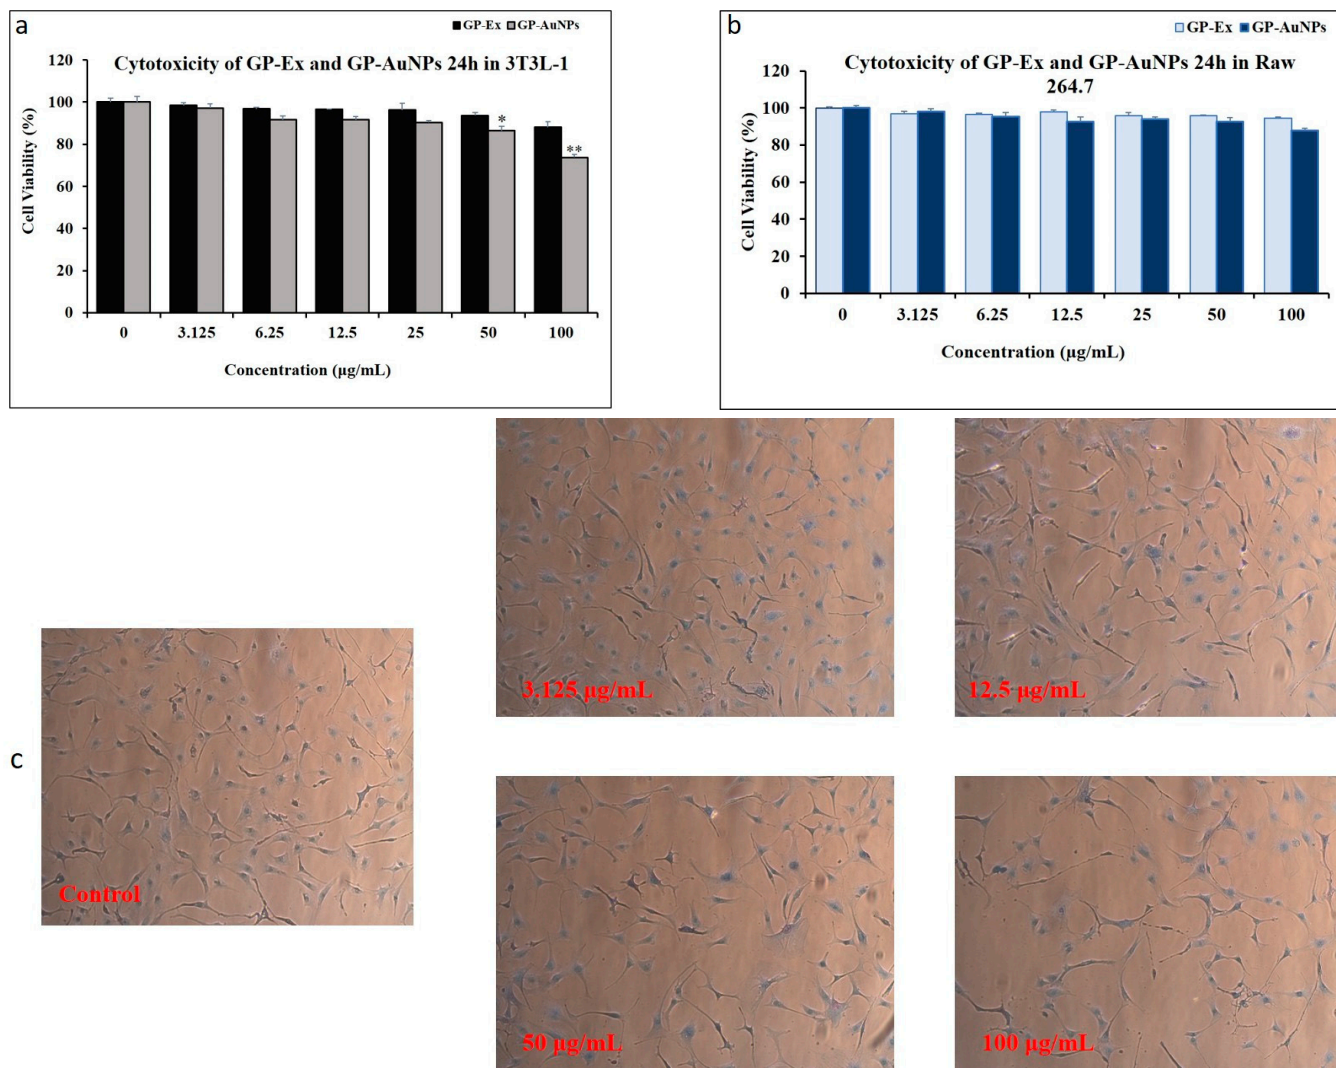 a
GP-Ex GP-AuNPs
Cytotoxicity of GP-Ex and GP-AuNPs 24h in 3T3L-1
120
100
80
60
40
20
0
Cell Viability (%)
*
**
0 3.125 6.25 12.5 25 50 100
Concentration (µg/mL)
b
GP-Ex GP-AuNPs
Cytotoxicity of GP-Ex and GP-AuNPs 24h in Raw
264.7
120
100
80
60
40
20
0
Cell Viability (%)
0 3.125 6.25 12.5 25 50 100
Concentration (µg/mL)
c
Control
3.125 µg/mL
12.5 µg/mL
50 µg/mL
100 µg/mL